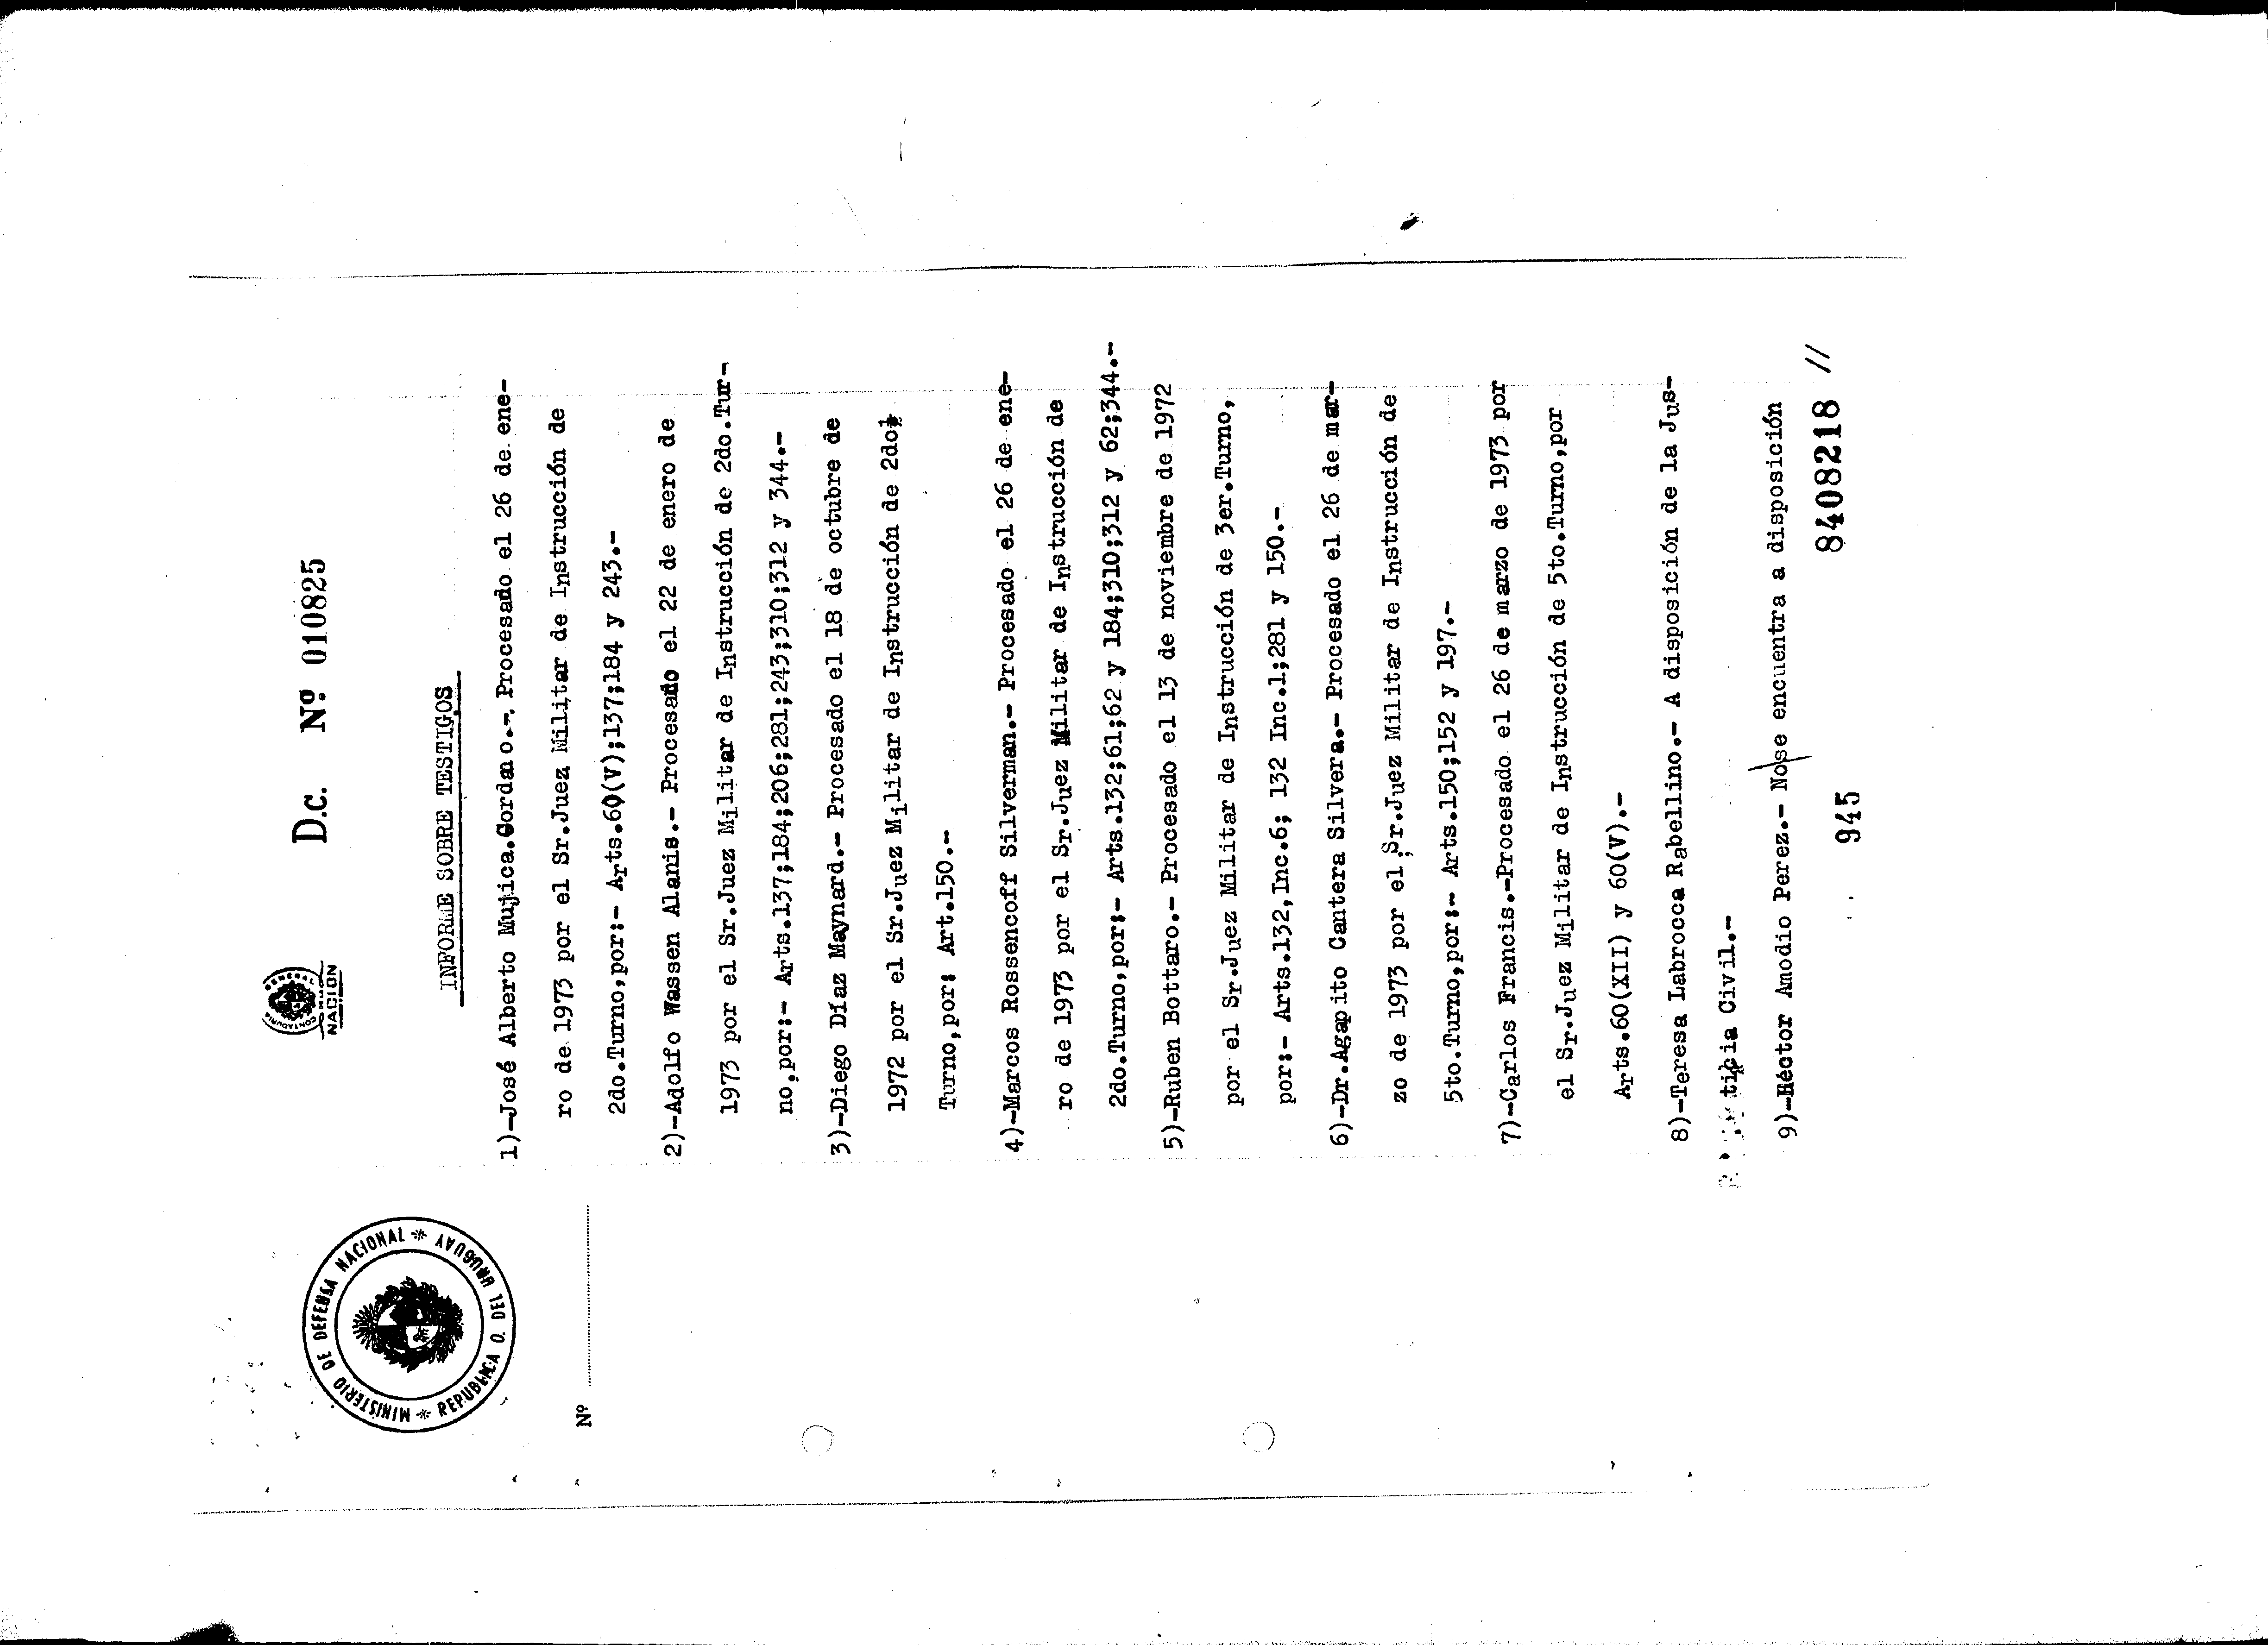 CONTADURIA GENERAL
NACION
D.c. Nº 010825
MINISTERIO DE DEFENSA NACIONAL * REPUBLICA O. DEL URUGUAY *
Nº
INFORME SOBRE TESTIGOS
1)-José Alberto Mujica.Cordano.-. Procesado el 26 de ene-
ro de 1973 por el Sr.Juez Militar de Instrucción de
2do.Turno,por:- Arts.60(V);137;184 y 243.-
2)-Adolfo Wassen Alanis.- Procesado el 22 de enero de
1973 por el Sr.Juez Militar de Instrucción de 2do.Tur-
no,por:- Arts.137;184;206;281;243;310;312 y 344.-
3)-Diego Díaz Maynard.- Procesado el 18 de octubre de
1972 por el Sr.Juez Militar de Instrucción de 2do.
Turno,por: Art.150.-
4)-Marcos Rossencoff Silverman.- Procesado el 26 de ene-
ro de 1973 por el Sr.Juez Militar de Instrucción de
2do.Turno,por:- Arts.132;61;62 y 184;310;312 y 62;344.-
5)-Ruben Bottaro.- Procesado el 13 de noviembre de 1972
por el Sr.Juez Militar de Instrucción de 3er.Turno,
por:- Arts.132,Inc.6; 132 Inc.1;281 y 150.-
6)-Dr.Agapito Cantera Silvera.- Procesado el 26 de mar-
zo de 1973 por el Sr.Juez Militar de Instrucción de
5to.Turno,por:- Arts.150;152 y 197.-
7)-Carlos Francis.-Procesado el 26 de marzo de 1973 por
el Sr.Juez Militar de Instrucción de 5to.Turno,por
Arts.60(XII) y 60(V).-
8)-Teresa Labrocca Rabellino.- A disposición de la Jus-
ticia Civil.-
9)-Héctor Amodio Perez.- No se encuentra a disposición
945 8408218 //